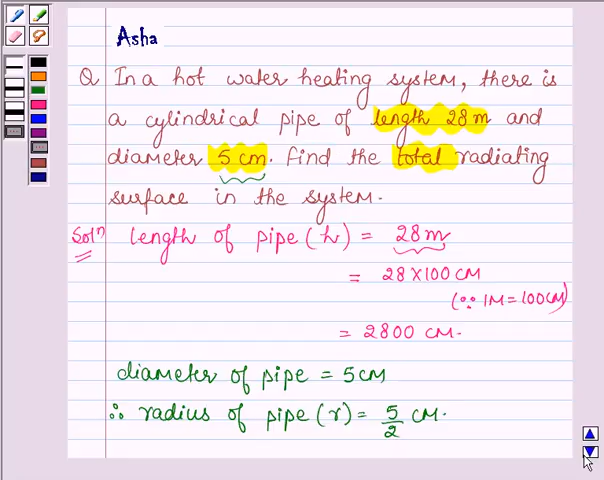 Asha
Q In a hot water heating system, there is
a cylindrical pipe of length 28 m and
diameter 5 cm. Find the total radiating
surface in the system.
Solⁿ length of pipe (h) = 28m
= 28×100 CM
(∵ 1M = 100CM)
= 2800 CM.
diameter of pipe = 5CM
∴ radius of pipe (r) = 5/2 CM.